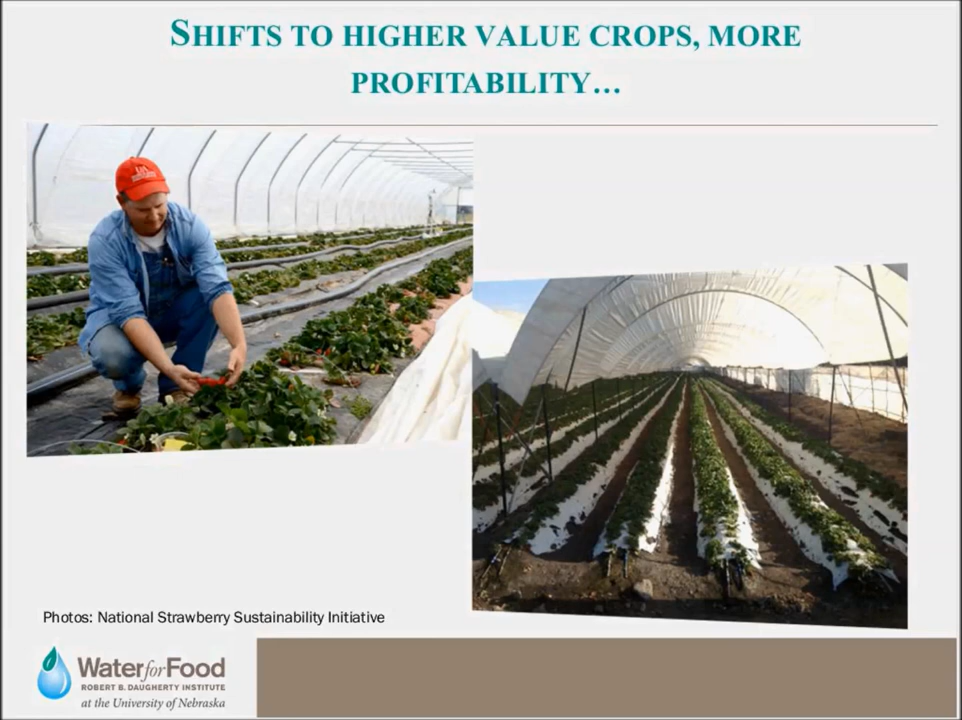 SHIFTS TO HIGHER VALUE CROPS, MORE
PROFITABILITY…
Photos: National Strawberry Sustainability Initiative
Water for Food
ROBERT B. DAUGHERTY INSTITUTE
at the University of Nebraska